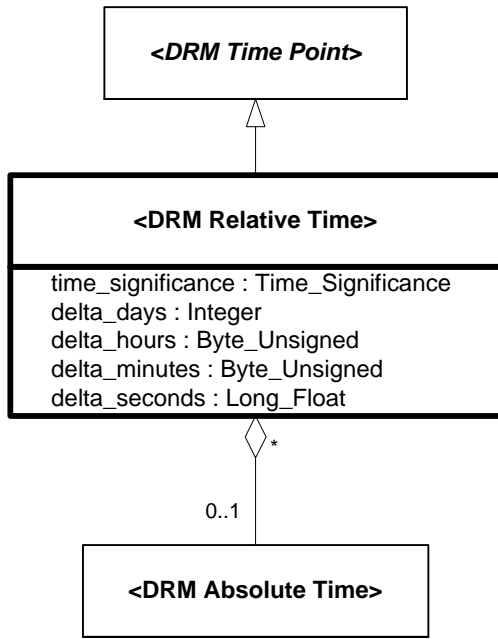 <DRM Time Point>
<DRM Relative Time>
time_significance : Time_Significance
delta_days : Integer
delta_hours : Byte_Unsigned
delta_minutes : Byte_Unsigned
delta_seconds : Long_Float
*
0..1
<DRM Absolute Time>